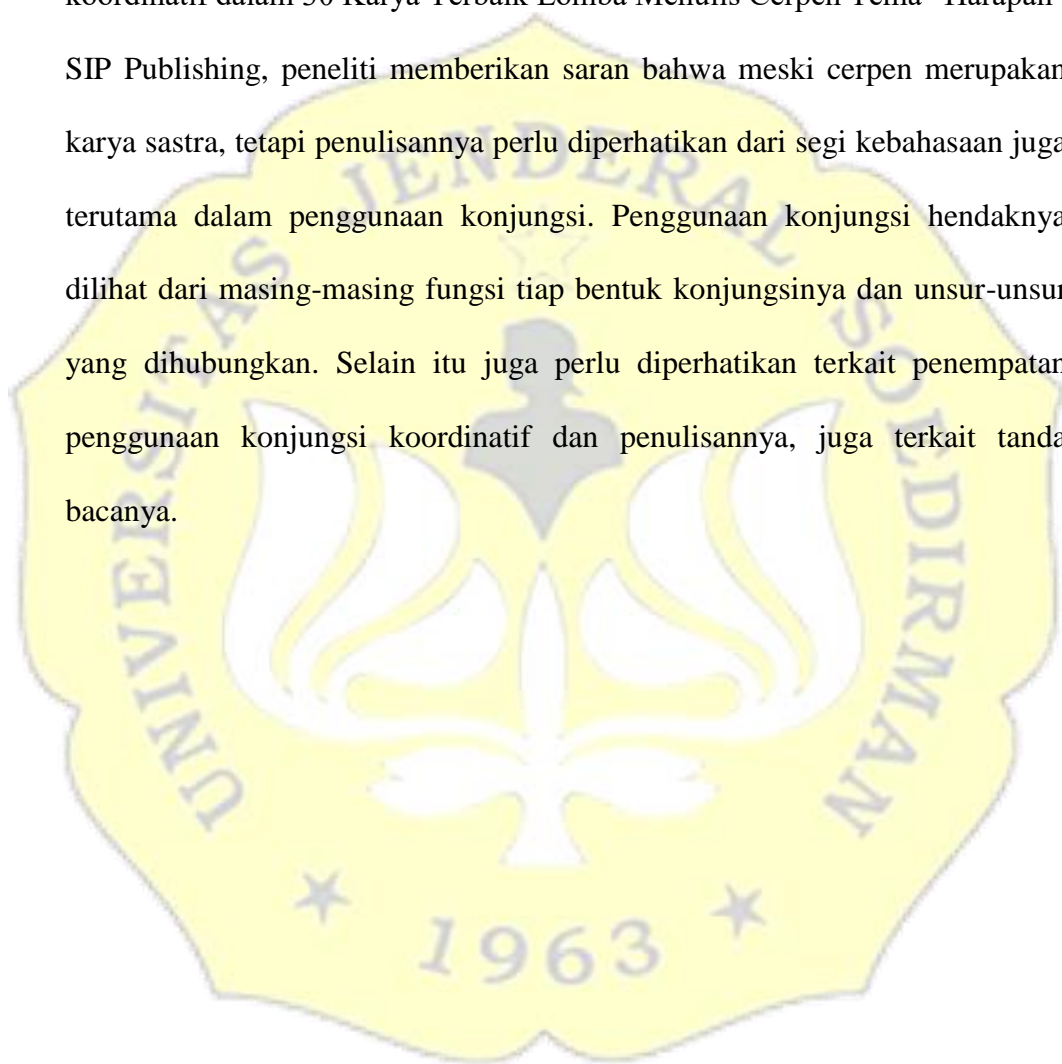 koordinatif dalam 30 Karya Terbaik Lomba Menulis Cerpen Tema "Harapan"
SIP Publishing, peneliti memberikan saran bahwa meski cerpen merupakan
karya sastra, tetapi penulisannya perlu diperhatikan dari segi kebahasaan juga
terutama dalam penggunaan konjungsi. Penggunaan konjungsi hendaknya
dilihat dari masing-masing fungsi tiap bentuk konjungsinya dan unsur-unsur
yang dihubungkan. Selain itu juga perlu diperhatikan terkait penempatan
penggunaan konjungsi koordinatif dan penulisannya, juga terkait tanda
bacanya.
UNIVERSITAS JENDERAL SOEDIRMAN
1963